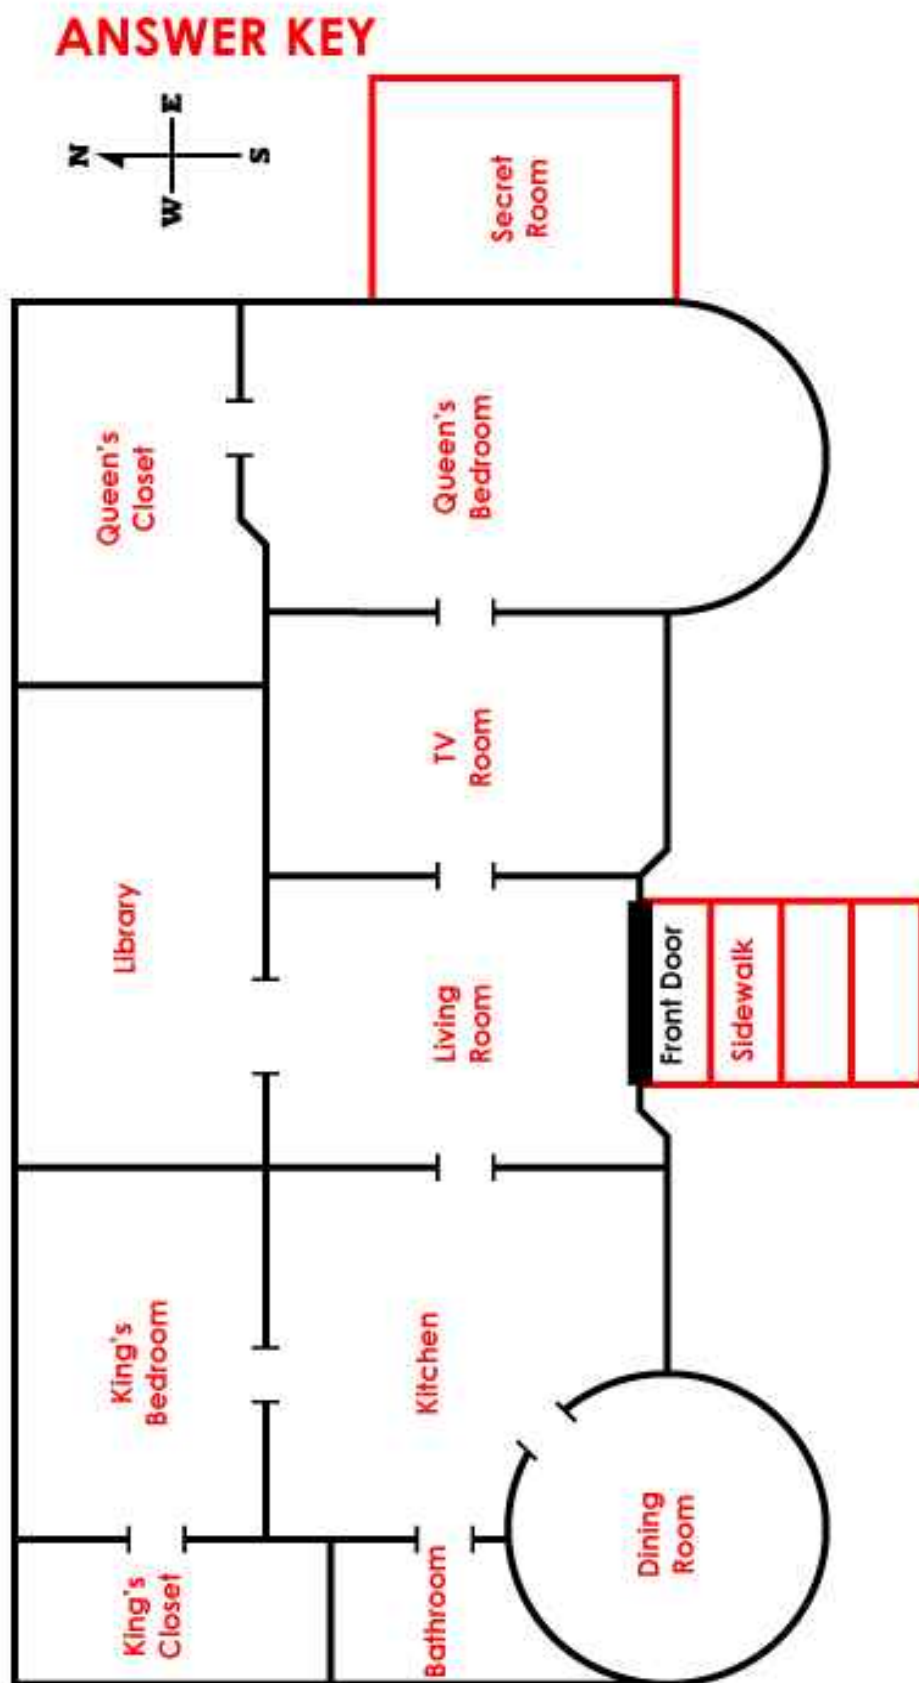 ANSWER KEY
N
W E
S
Secret
Room
Queen's
Closet
Queen's
Bedroom
TV
Room
Library
Living
Room
Front Door
Sidewalk
King's
Bedroom
Kitchen
King's
Closet
Bathroom
Dining
Room